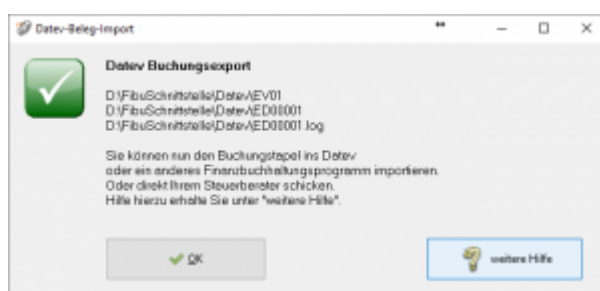 Datev-Beleg-Import
Datev Buchungsexport
D:\FibuSchnittstelle\Datev\EV01
D:\FibuSchnittstelle\Datev\ED00001
D:\FibuSchnittstelle\Datev\ED00001.log
Sie können nun den Buchungstapel ins Datev
oder ein anderes Finanzbuchhaltungsprogramm importieren.
Oder direkt Ihrem Steuerberater schicken.
Hilfe hierzu erhalte Sie unter "weitere Hilfe".
OK
weitere Hilfe